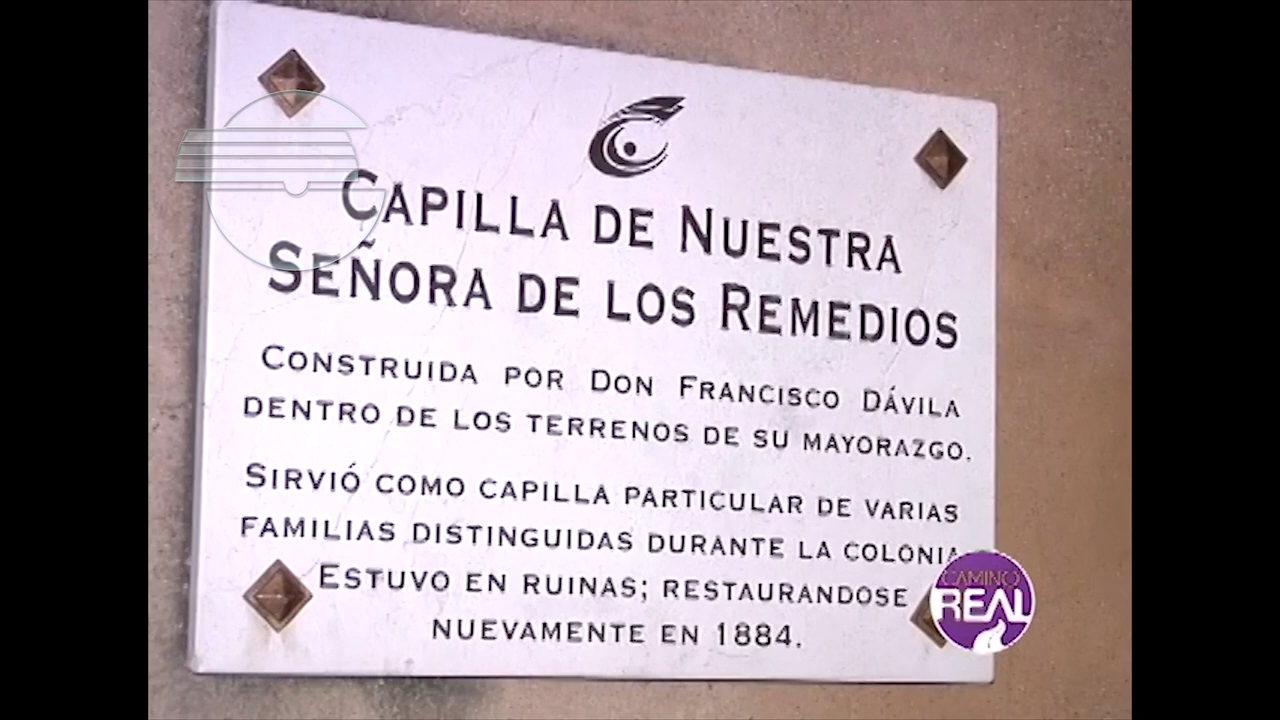 CAPILLA DE NUESTRA
SEÑORA DE LOS REMEDIOS
CONSTRUIDA POR DON FRANCISCO DÁVILA
DENTRO DE LOS TERRENOS DE SU MAYORAZGO.
SIRVIÓ COMO CAPILLA PARTICULAR DE VARIAS
FAMILIAS DISTINGUIDAS DURANTE LA COLONIA.
ESTUVO EN RUINAS; RESTAURANDOSE
NUEVAMENTE EN 1884.
CAMINO
REAL